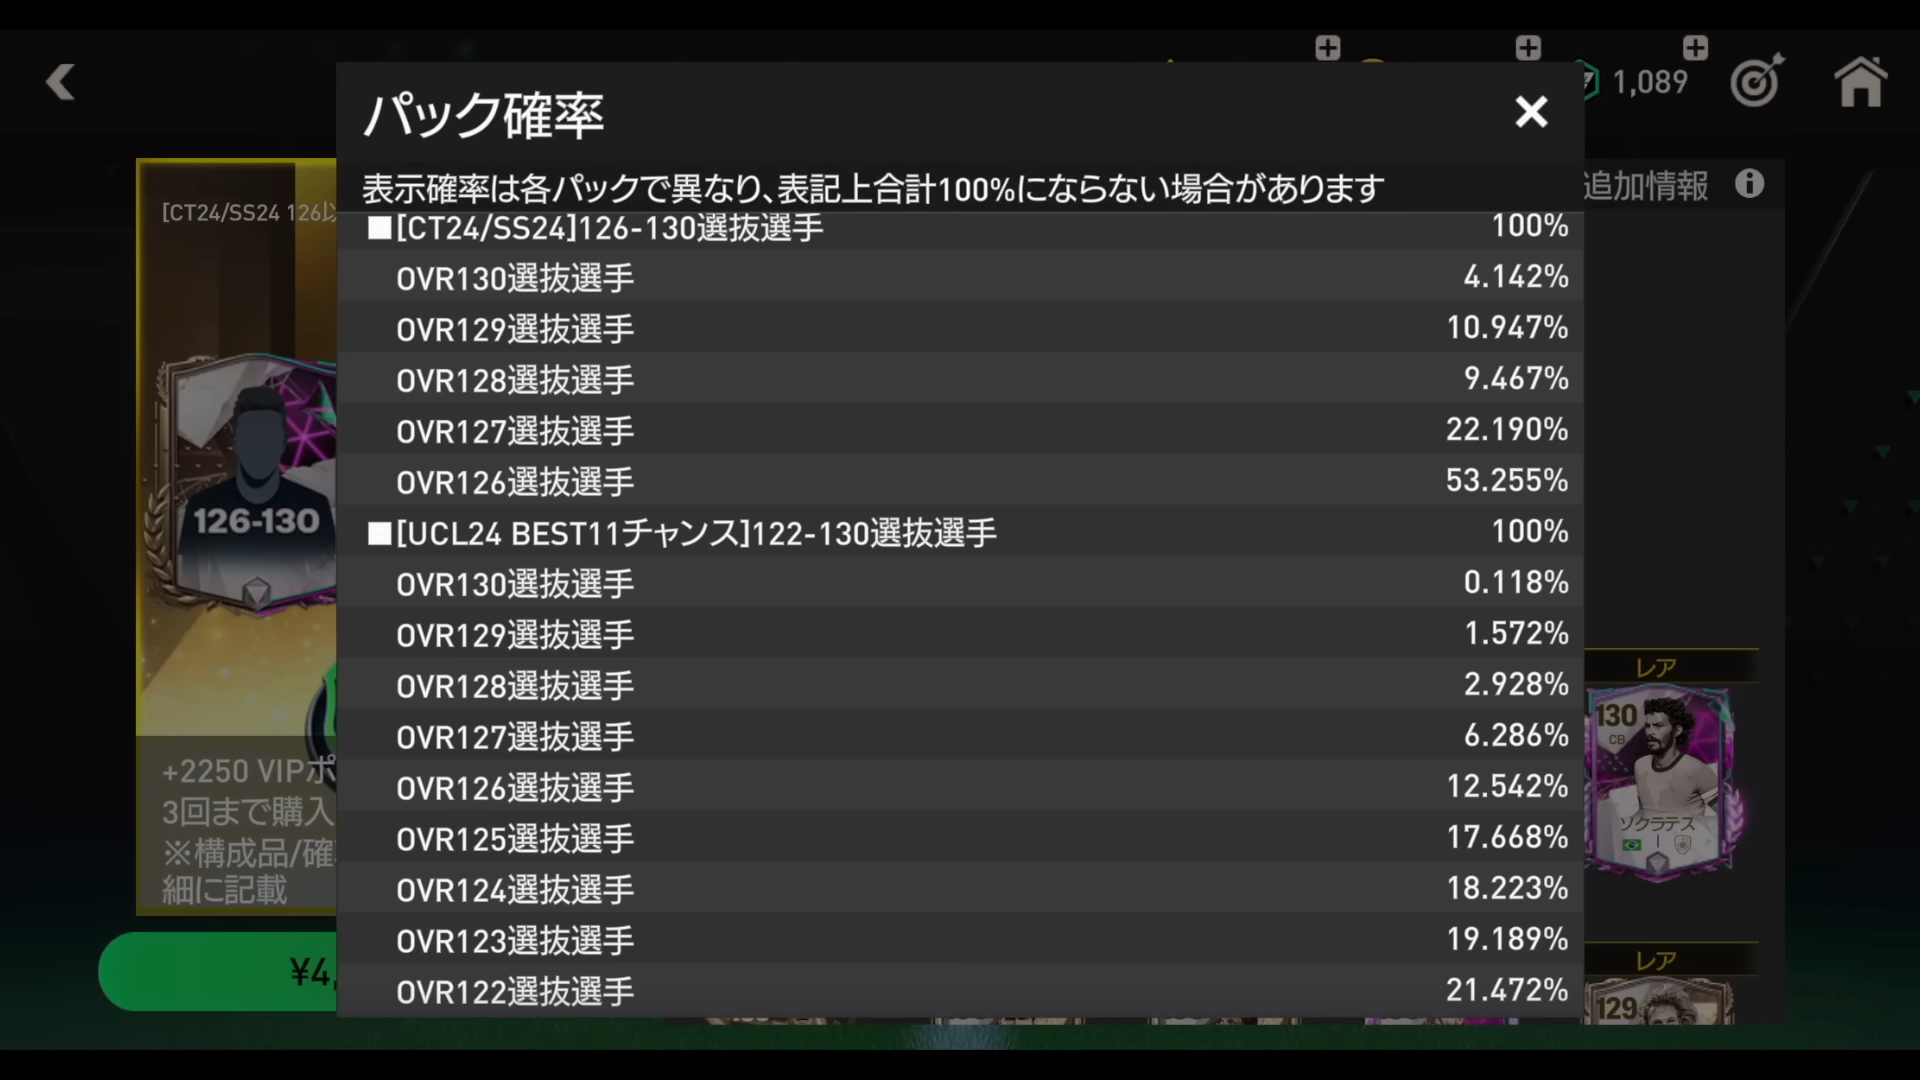 1,089
パック確率
表示確率は各パックで異なり、表記上合計100%にならない場合があります
追加情報
[CT24/SS24 126以
■[CT24/SS24]126-130選抜選手 100%
OVR130選抜選手 4.142%
OVR129選抜選手 10.947%
OVR128選抜選手 9.467%
OVR127選抜選手 22.190%
OVR126選抜選手 53.255%
■[UCL24 BEST11チャンス]122-130選抜選手 100%
OVR130選抜選手 0.118%
OVR129選抜選手 1.572%
OVR128選抜選手 2.928%
OVR127選抜選手 6.286%
OVR126選抜選手 12.542%
OVR125選抜選手 17.668%
OVR124選抜選手 18.223%
OVR123選抜選手 19.189%
OVR122選抜選手 21.472%
126-130
+2250 VIPポ
3回まで購入
※構成品/確
細に記載
¥4,
レア
130
CB
ソクラテス
レア
129